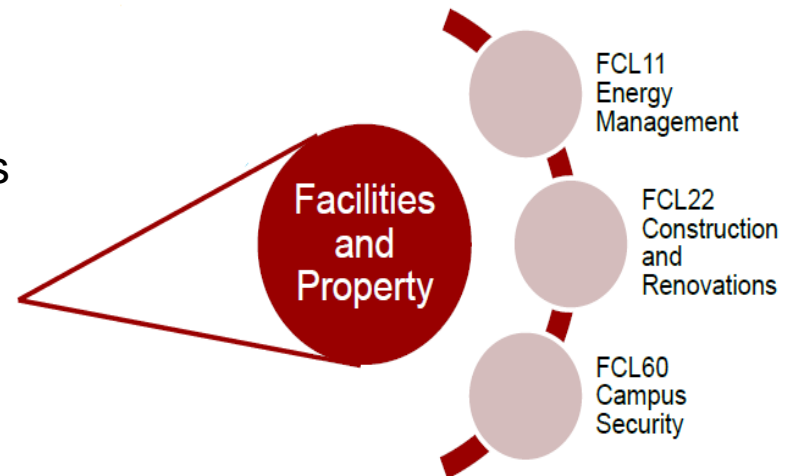 s
Facilities
and
Property
FCL11
Energy
Management
FCL22
Construction
and
Renovations
FCL60
Campus
Security